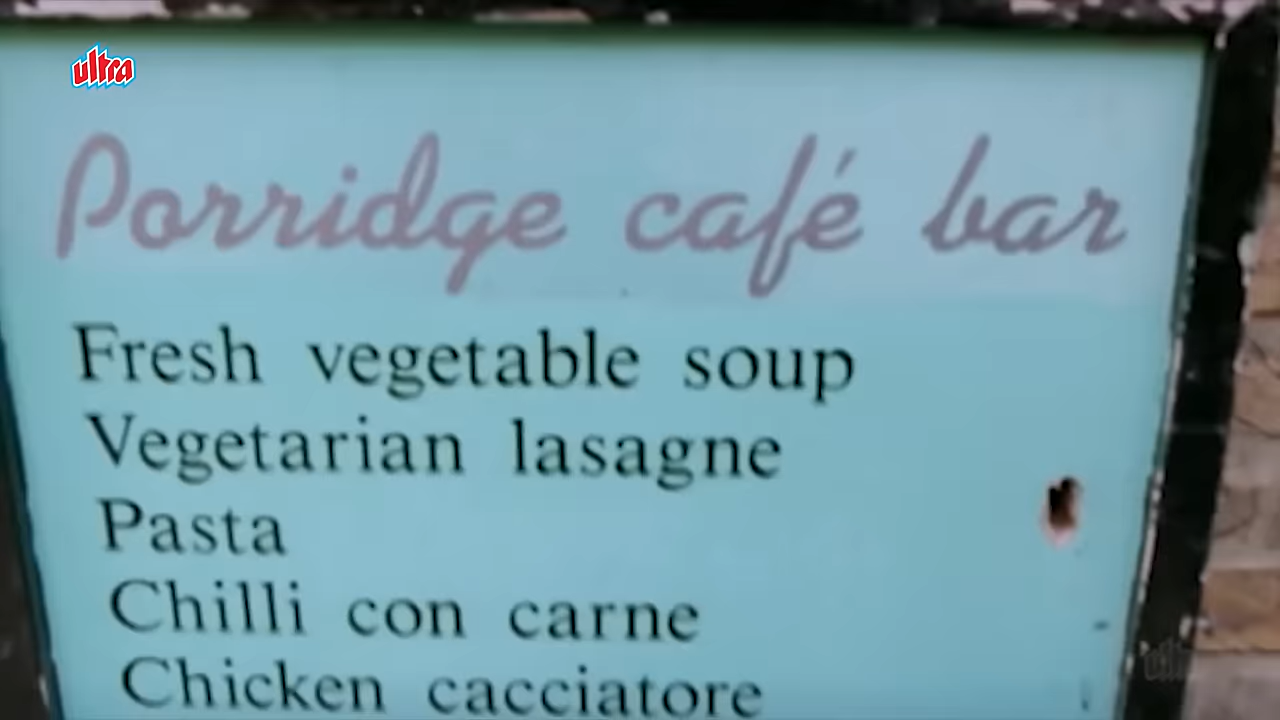 ultra
Porridge café bar
Fresh vegetable soup
Vegetarian lasagne
Pasta
Chilli con carne
Chicken cacciatore